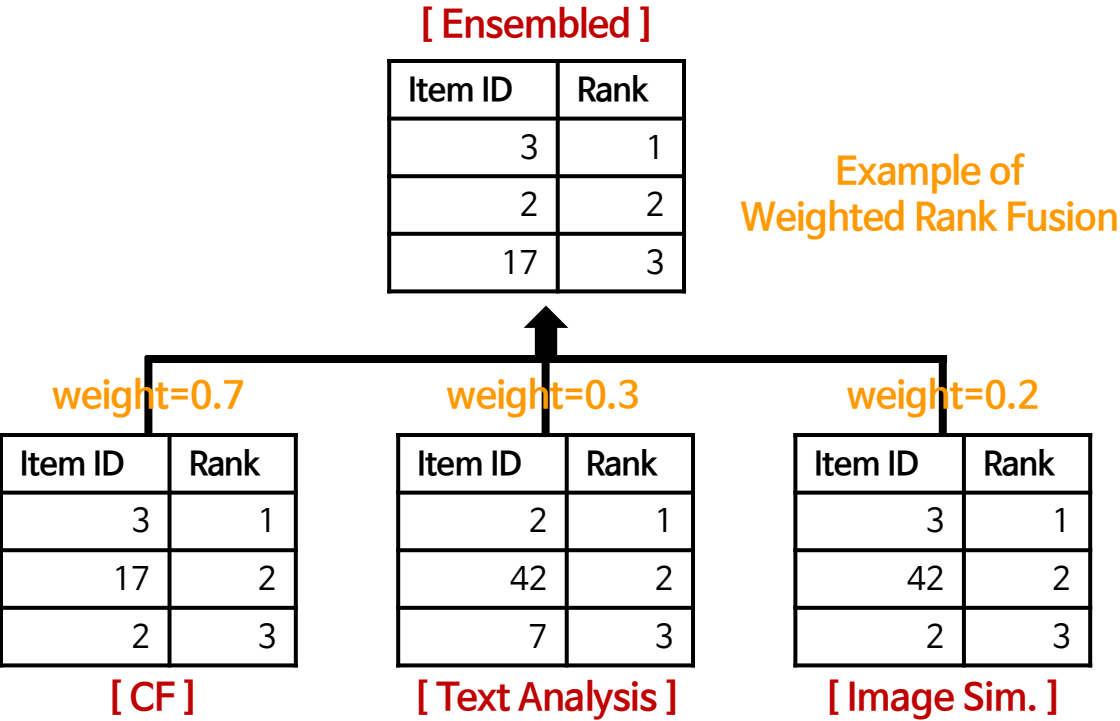 [ Ensembled ]
Item ID Rank
3 1
2 2
17 3
Example of
Weighted Rank Fusion
weight=0.7
weight=0.3
weight=0.2
Item ID Rank
3 1
17 2
2 3
[ CF ]
Item ID Rank
2 1
42 2
7 3
[ Text Analysis ]
Item ID Rank
3 1
42 2
2 3
[ Image Sim. ]